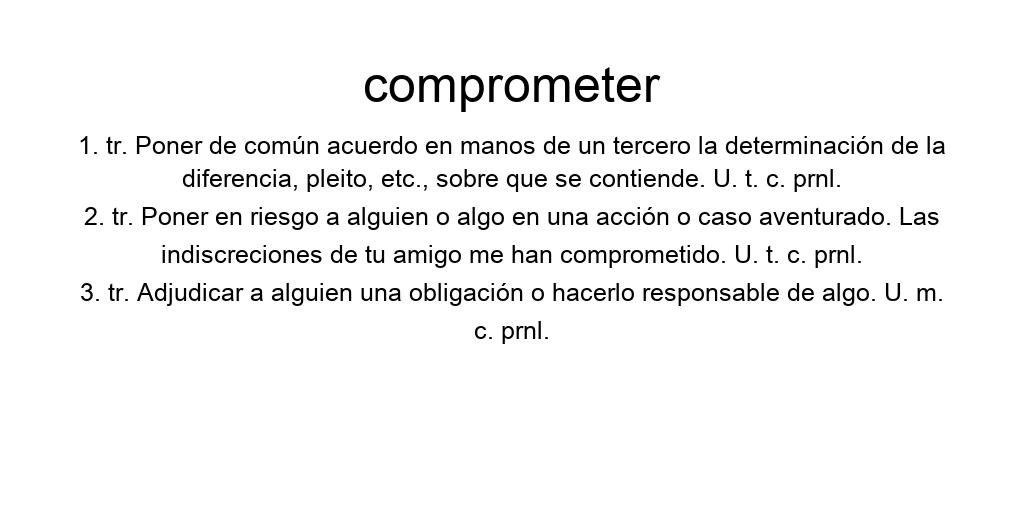 comprometer
1. tr. Poner de común acuerdo en manos de un tercero la determinación de la
diferencia, pleito, etc., sobre que se contiende. U. t. c. prnl.
2. tr. Poner en riesgo a alguien o algo en una acción o caso aventurado. Las
indiscreciones de tu amigo me han comprometido. U. t. c. prnl.
3. tr. Adjudicar a alguien una obligación o hacerlo responsable de algo. U. m.
c. prnl.